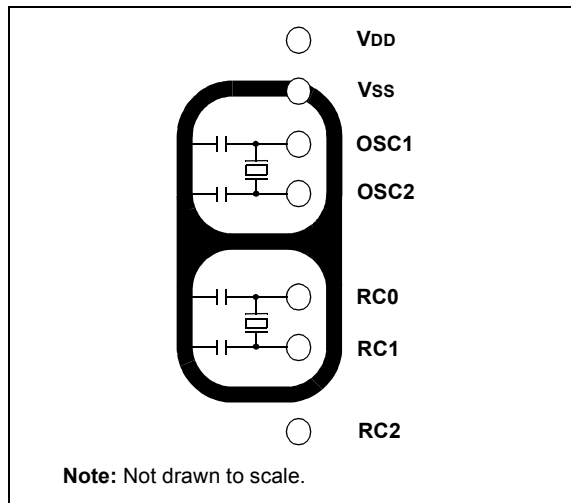 VDD
VSS
OSC1
OSC2
RC0
RC1
RC2
Note: Not drawn to scale.